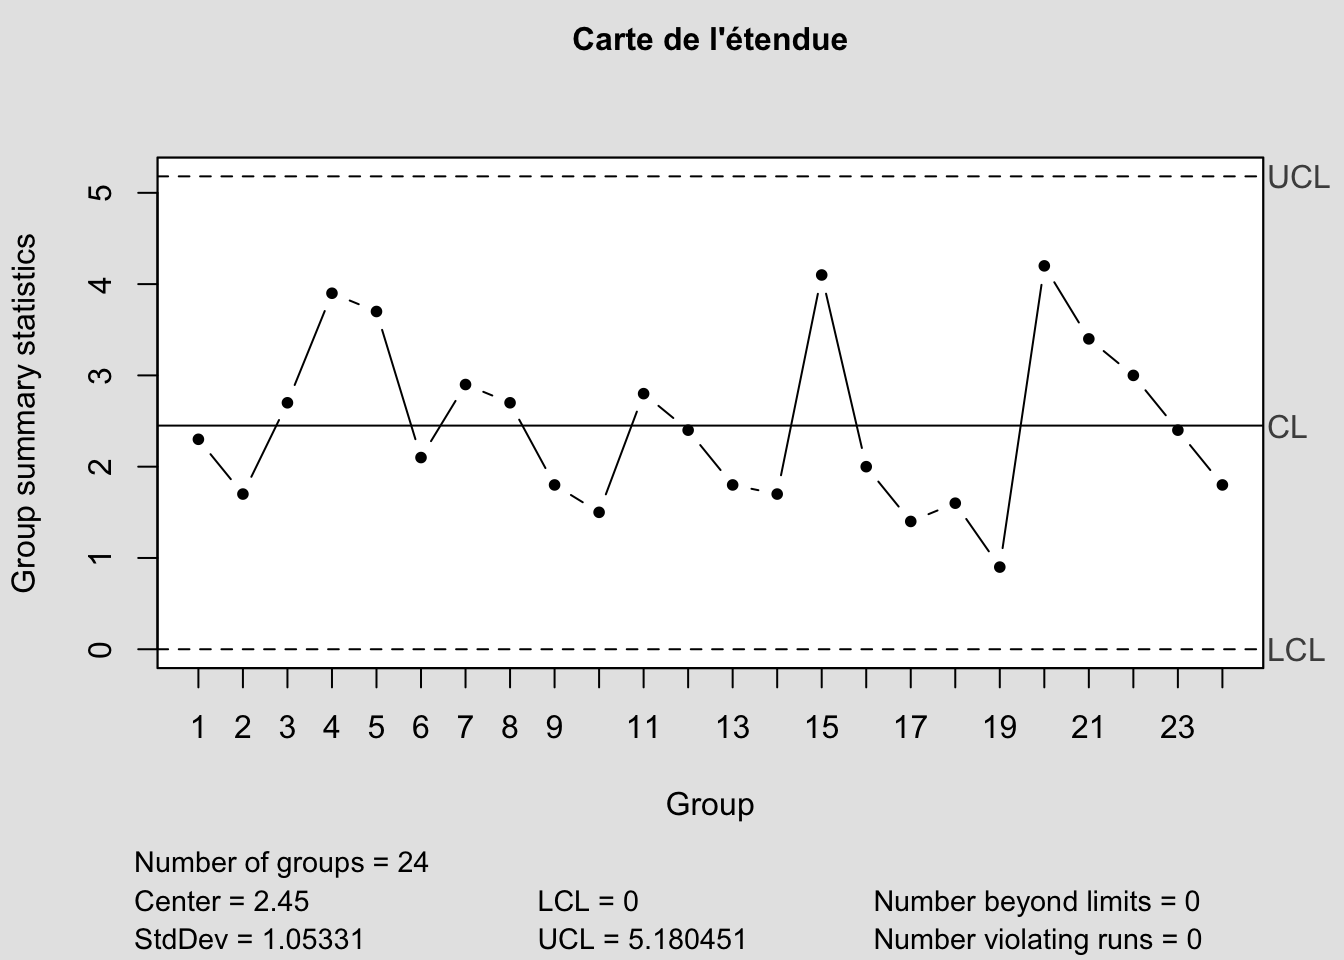 Carte de l'étendue
Group summary statistics
5
4
3
2
1
0
UCL
CL
LCL
1 2 3 4 5 6 7 8 9 11 13 15 17 19 21 23
Group
Number of groups = 24
Center = 2.45 LCL = 0 Number beyond limits = 0
StdDev = 1.05331 UCL = 5.180451 Number violating runs = 0